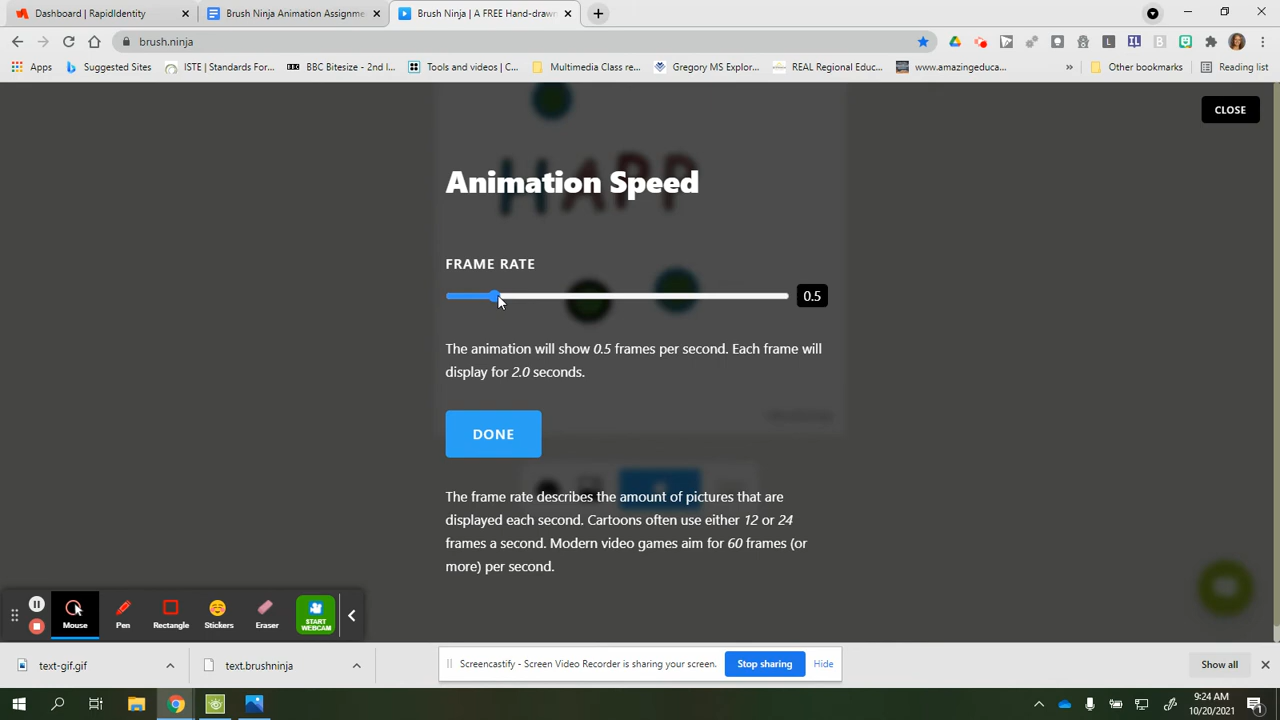 Dashboard | RapidIdentity
Brush Ninja Animation Assignme
Brush Ninja | A FREE Hand-drawn
brush.ninja
Apps
Suggested Sites
ISTE | Standards For...
BBC Bitesize - 2nd l...
Tools and videos | C...
Multimedia Class re...
Gregory MS Explor...
REAL Regional Educ...
www.amazingeduca...
»
Other bookmarks
Reading list
CLOSE
HAPP
Animation Speed
FRAME RATE
0.5
The animation will show 0.5 frames per second. Each frame will
display for 2.0 seconds.
DONE
The frame rate describes the amount of pictures that are
displayed each second. Cartoons often use either 12 or 24
frames a second. Modern video games aim for 60 frames (or
more) per second.
Mouse
Pen
Rectangle
Stickers
Eraser
START
WEBCAM
text-gif.gif
text.brushninja
Screencastify - Screen Video Recorder is sharing your screen.
Stop sharing
Hide
Show all
9:24 AM
10/20/2021